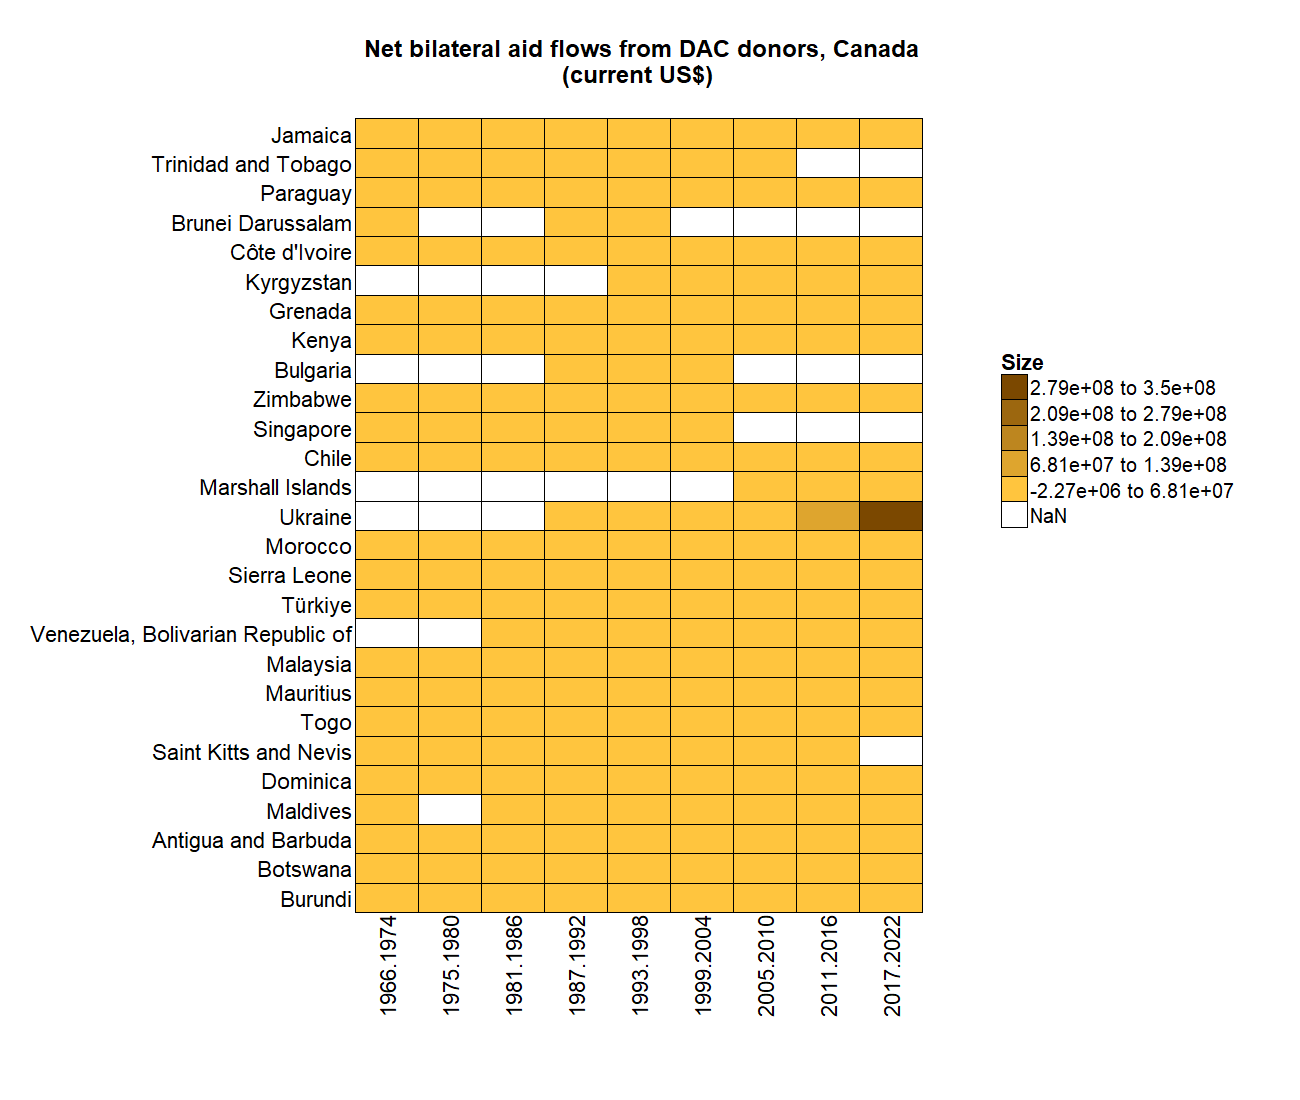 Net bilateral aid flows from DAC donors, Canada
(current US$)
Jamaica
Trinidad and Tobago
Paraguay
Brunei Darussalam
Côte d'Ivoire
Kyrgyzstan
Grenada
Kenya
Bulgaria
Zimbabwe
Singapore
Chile
Marshall Islands
Ukraine
Morocco
Sierra Leone
Türkiye
Venezuela, Bolivarian Republic of
Malaysia
Mauritius
Togo
Saint Kitts and Nevis
Dominica
Maldives
Antigua and Barbuda
Botswana
Burundi
1966.1974
1975.1980
1981.1986
1987.1992
1993.1998
1999.2004
2005.2010
2011.2016
2017.2022
Size
2.79e+08 to 3.5e+08
2.09e+08 to 2.79e+08
1.39e+08 to 2.09e+08
6.81e+07 to 1.39e+08
-2.27e+06 to 6.81e+07
NaN